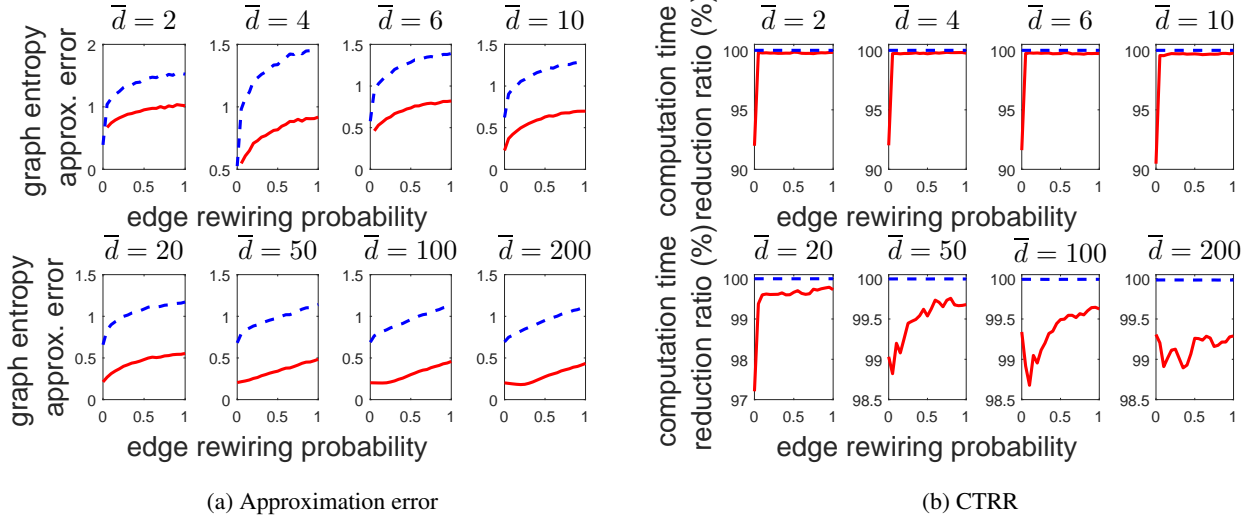 d̅ = 2 d̅ = 4 d̅ = 6 d̅ = 10
graph entropy
approx. error
2 1.5 1.5 1.5
1 1 1 1
0.5 0.5
0 0.5 0 0
0 0.5 1 0 0.5 1 0 0.5 1 0 0.5 1
edge rewiring probability
d̅ = 20 d̅ = 50 d̅ = 100 d̅ = 200
graph entropy
approx. error
1.5 1.5 1.5 1.5
1 1 1 1
0.5 0.5 0.5 0.5
0 0 0 0
0 0.5 1 0 0.5 1 0 0.5 1 0 0.5 1
edge rewiring probability
(a) Approximation error
d̅ = 2 d̅ = 4 d̅ = 6 d̅ = 10
computation time
reduction ratio (%)
100 100 100 100
95 95 95 95
90 90 90 90
0 0.5 1 0 0.5 1 0 0.5 1 0 0.5 1
edge rewiring probability
d̅ = 20 d̅ = 50 d̅ = 100 d̅ = 200
computation time
reduction ratio (%)
100 100 100 100
99 99.5 99.5 99.5
98 99 99 99
97 98.5 98.5 98.5
0 0.5 1 0 0.5 1 0 0.5 1 0 0.5 1
edge rewiring probability
(b) CTRR